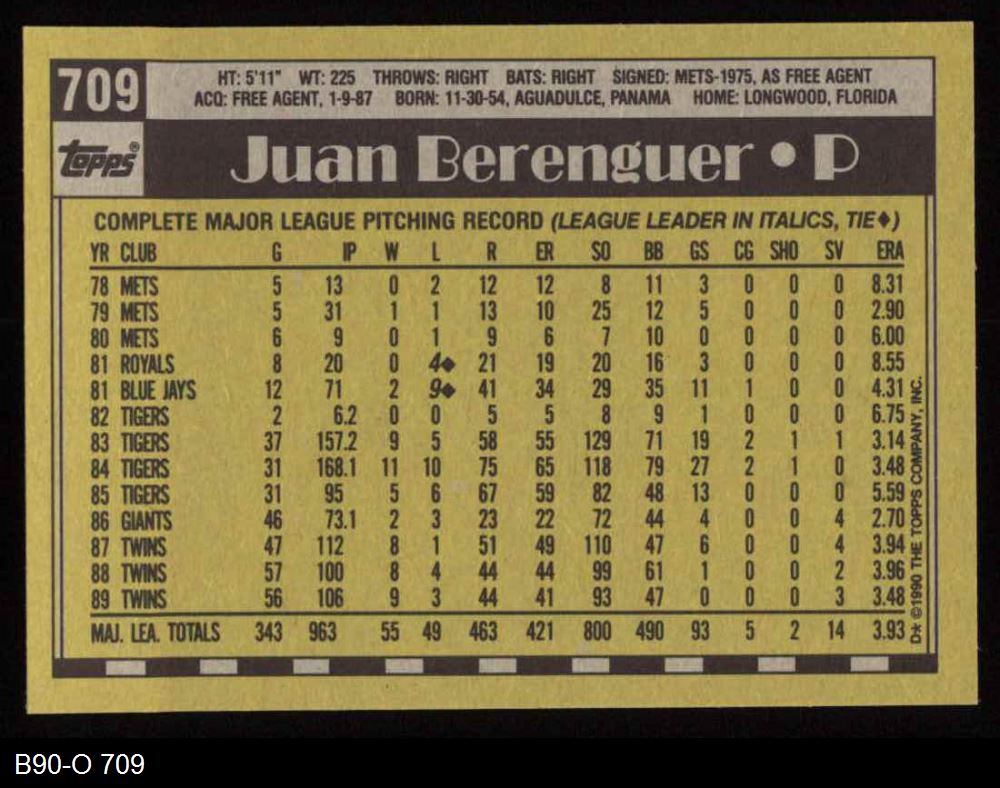 709
HT: 5'11" WT: 225 THROWS: RIGHT BATS: RIGHT SIGNED: METS-1975, AS FREE AGENT
ACQ: FREE AGENT, 1-9-87 BORN: 11-30-54, AGUADULCE, PANAMA HOME: LONGWOOD, FLORIDA
Topps®
Juan Berenguer • P
COMPLETE MAJOR LEAGUE PITCHING RECORD (LEAGUE LEADER IN ITALICS, TIE♦)
YR CLUB G IP W L R ER SO BB GS CG SHO SV ERA
78 METS 5 13 0 2 12 12 8 11 3 0 0 0 8.31
79 METS 5 31 1 1 13 10 25 12 5 0 0 0 2.90
80 METS 6 9 0 1 9 6 7 10 0 0 0 0 6.00
81 ROYALS 8 20 0 4♦ 21 19 20 16 3 0 0 0 8.55
81 BLUE JAYS 12 71 2 9♦ 41 34 29 35 11 1 0 0 4.31
82 TIGERS 2 6.2 0 0 5 5 8 9 1 0 0 0 6.75
83 TIGERS 37 157.2 9 5 58 55 129 71 19 2 1 1 3.14
84 TIGERS 31 168.1 11 10 75 65 118 79 27 2 1 0 3.48
85 TIGERS 31 95 5 6 67 59 82 48 13 0 0 0 5.59
86 GIANTS 46 73.1 2 3 23 22 72 44 4 0 0 4 2.70
87 TWINS 47 112 8 1 51 49 110 47 6 0 0 4 3.94
88 TWINS 57 100 8 4 44 44 99 61 1 0 0 2 3.96
89 TWINS 56 106 9 3 44 41 93 47 0 0 0 3 3.48
MAJ. LEA. TOTALS 343 963 55 49 463 421 800 490 93 5 2 14 3.93
D* ©1990 THE TOPPS COMPANY, INC.
B90-O 709